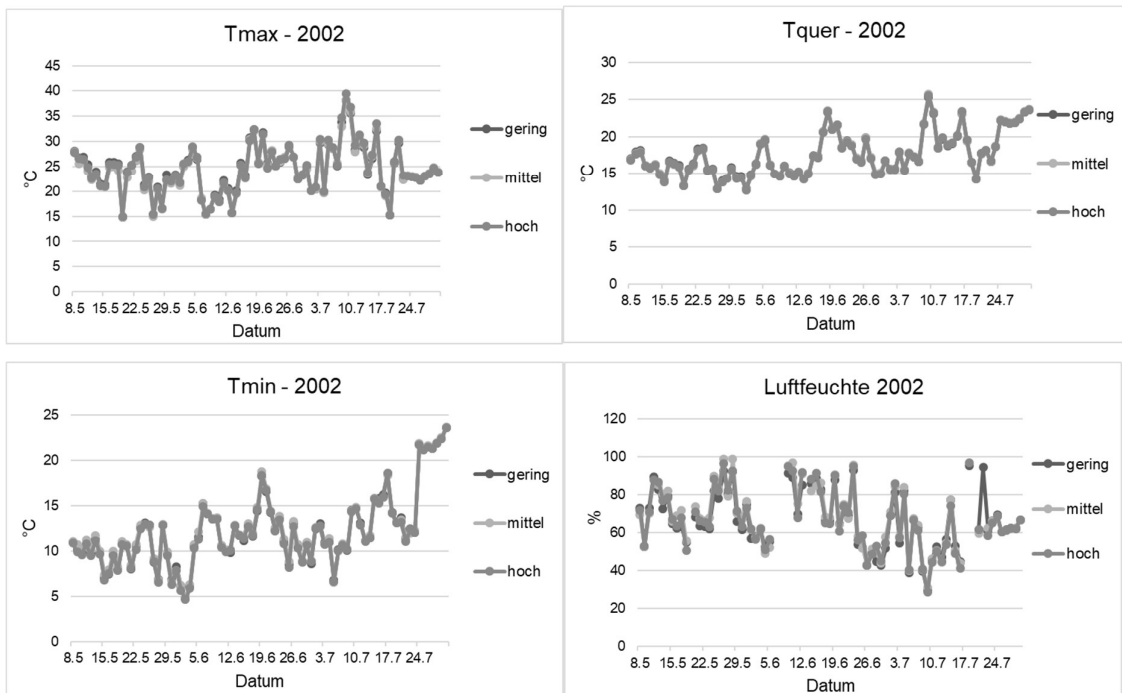 Tmax - 2002
45
40
35
30
25
20
15
10
5
0
°C
8.5 15.5 22.5 29.5 5.6 12.6 19.6 26.6 3.7 10.7 17.7 24.7
Datum
gering
mittel
hoch
Tquer - 2002
30
25
20
15
10
5
0
°C
8.5 15.5 22.5 29.5 5.6 12.6 19.6 26.6 3.7 10.7 17.7 24.7
Datum
gering
mittel
hoch
Tmin - 2002
25
20
15
10
5
0
°C
8.5 15.5 22.5 29.5 5.6 12.6 19.6 26.6 3.7 10.7 17.7 24.7
Datum
gering
mittel
hoch
Luftfeuchte 2002
120
100
80
60
40
20
0
%
8.5 15.5 22.5 29.5 5.6 12.6 19.6 26.6 3.7 10.7 17.7 24.7
Datum
gering
mittel
hoch